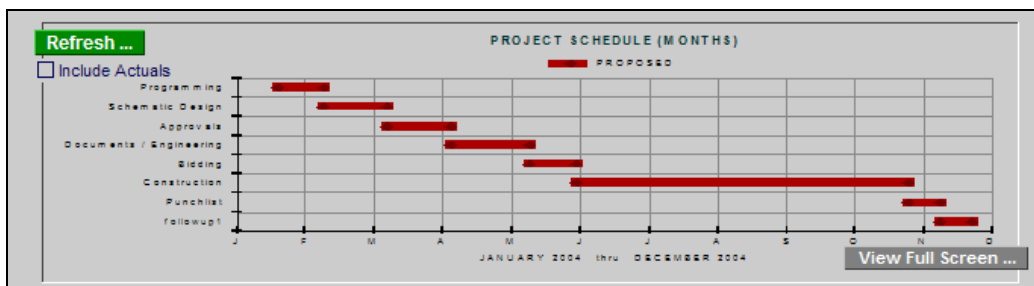 Refresh ...
PROJECT SCHEDULE (MONTHS)
PROPOSED
Include Actuals
Programming
Schematic Design
Approvals
Documents / Engineering
Bidding
Construction
Punchlist
followup1
J F M A M J J A S O N D
JANUARY 2004 thru DECEMBER 2004
View Full Screen ...